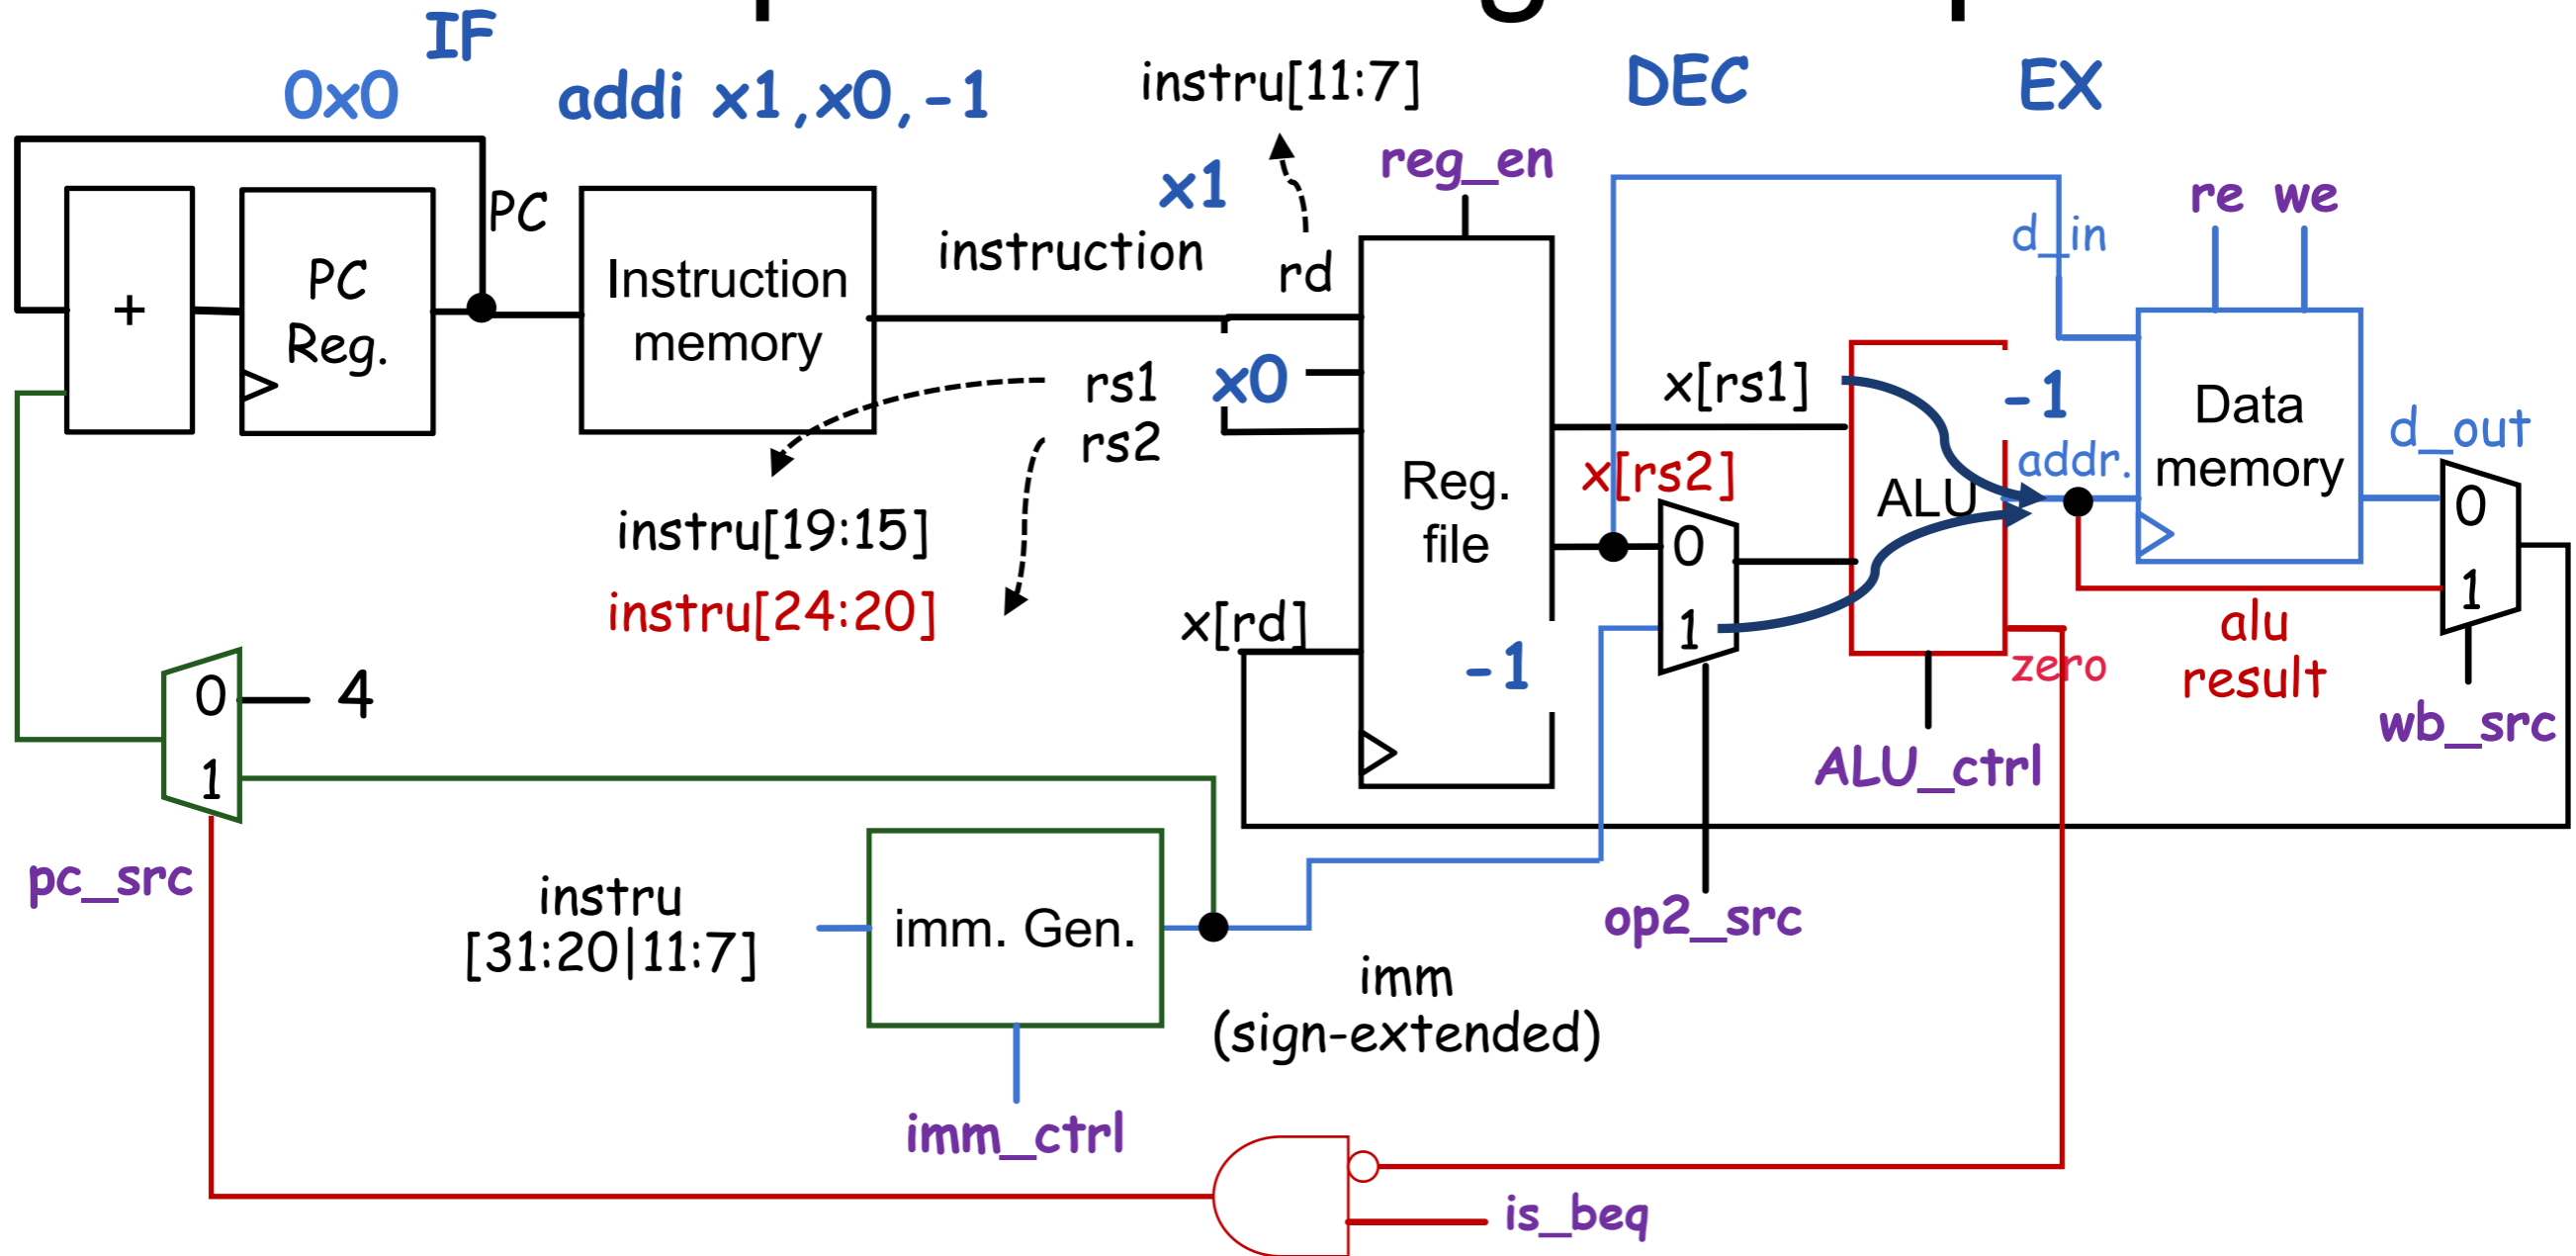 IF
0x0
addi x1,x0,-1
instru[11:7]
DEC
EX
reg_en
x1
PC
re we
d_in
instruction
rd
+
PC
Reg.
Instruction
memory
rs1
x0
rs2
x[rs1]
-1
Data
memory
d_out
addr.
x[rs2]
Reg.
file
ALU
0
1
0
1
instru[19:15]
instru[24:20]
x[rd]
-1
zero
alu
result
wb_src
0
4
1
ALU_ctrl
pc_src
instru
[31:20|11:7]
imm. Gen.
op2_src
imm
(sign-extended)
imm_ctrl
is_beq